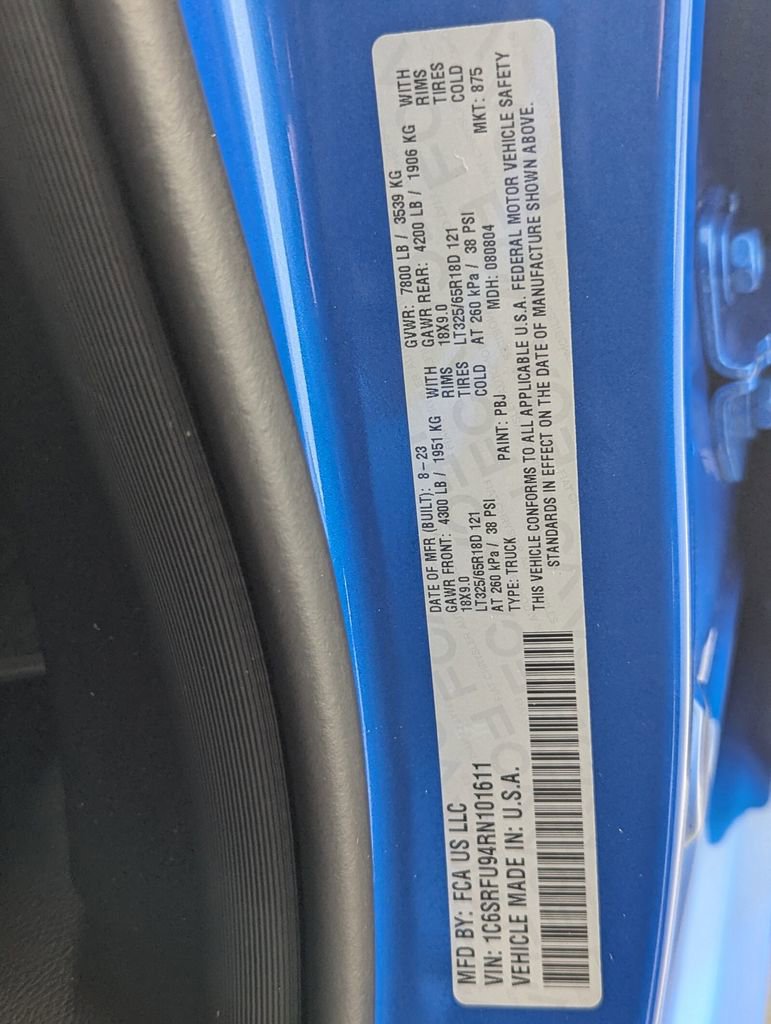 MFD BY: FCA US LLC
VIN: 1C6SRFU94RN101611
VEHICLE MADE IN: U.S.A.
DATE OF MFR (BUILT): 8-23
GAWR FRONT: 4300 LB / 1951 KG WITH
18X9.0 RIMS
LT325/65R18D 121 TIRES
AT 260 kPa / 38 PSI COLD
GVWR: 7800 LB / 3539 KG
GAWR REAR: 4200 LB / 1906 KG WITH
18X9.0 RIMS
LT325/65R18D 121 TIRES
AT 260 kPa / 38 PSI COLD
TYPE: TRUCK PAINT: PBJ MDH: 080804 MKT: 875
THIS VEHICLE CONFORMS TO ALL APPLICABLE U.S.A. FEDERAL MOTOR VEHICLE SAFETY
STANDARDS IN EFFECT ON THE DATE OF MANUFACTURE SHOWN ABOVE.